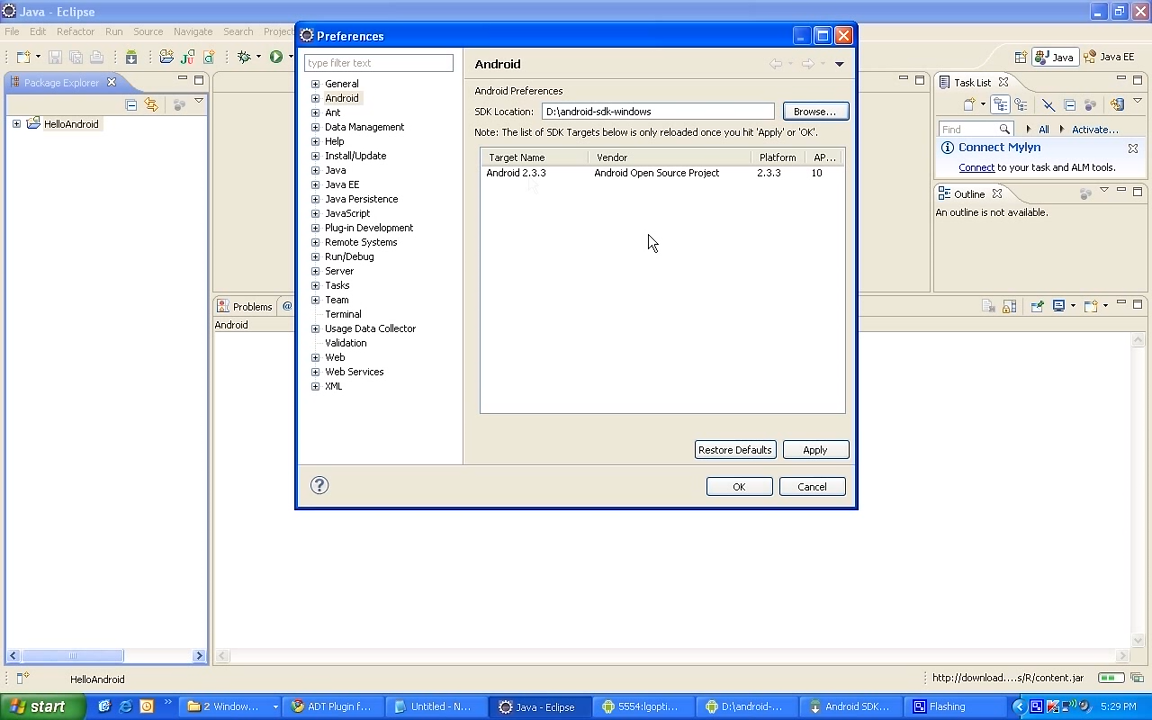 Java - Eclipse
File Edit Refactor Run Source Navigate Search Project
Java Java EE
Package Explorer
HelloAndroid
Preferences
type filter text
General
Android
Ant
Data Management
Help
Install/Update
Java
Java EE
Java Persistence
JavaScript
Plug-in Development
Remote Systems
Run/Debug
Server
Tasks
Team
Terminal
Usage Data Collector
Validation
Web
Web Services
XML
Android
Android Preferences
SDK Location: D:\android-sdk-windows Browse...
Note: The list of SDK Targets below is only reloaded once you hit 'Apply' or 'OK'.
Target Name Vendor Platform AP...
Android 2.3.3 Android Open Source Project 2.3.3 10
Restore Defaults Apply
OK Cancel
Task List
Find All Activate...
Connect Mylyn
Connect to your task and ALM tools.
Outline
An outline is not available.
Problems @
Android
HelloAndroid
http://download....s/R/content.jar
start
2 Window...
ADT Plugin f...
Untitled - N...
Java - Eclipse
5554:lgopti...
D:\android-...
Android SDK...
Flashing
5:29 PM